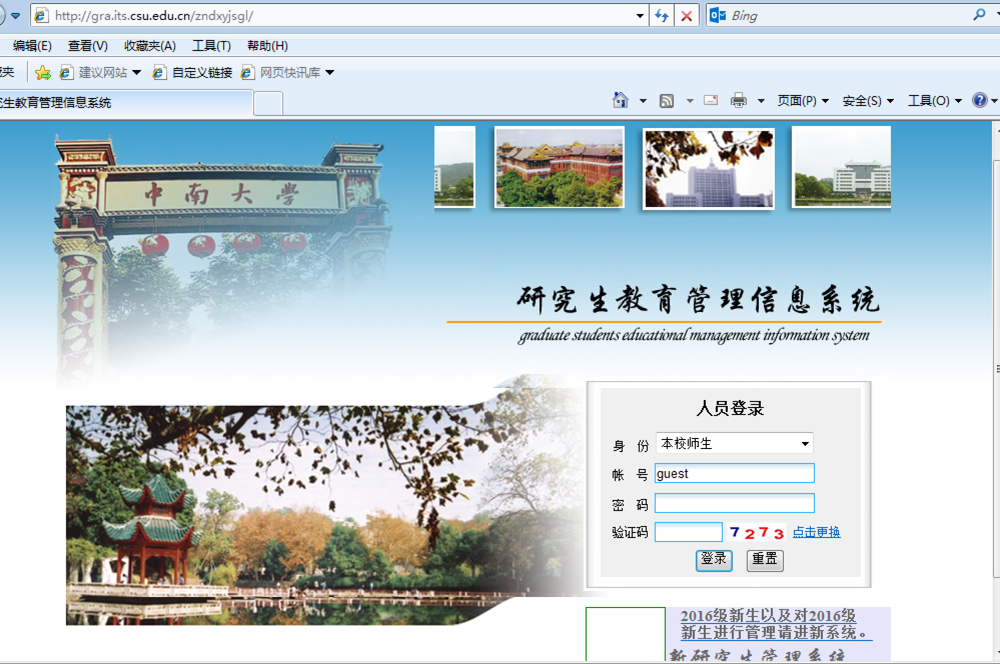 http://gra.its.csu.edu.cn/zndxyjsgl/
Bing
编辑(E) 查看(V) 收藏夹(A) 工具(T) 帮助(H)
夹 建议网站 自定义链接 网页快讯库
生教育管理信息系统
页面(P) 安全(S) 工具(O)
中南大學
研究生教育管理信息系统
graduate students educational management information system
人员登录
身 份 本校师生
帐 号 guest
密 码
验证码 7273 点击更换
登录 重置
2016级新生以及对2016级
新生进行管理请进新系统。
新研究生管理系统